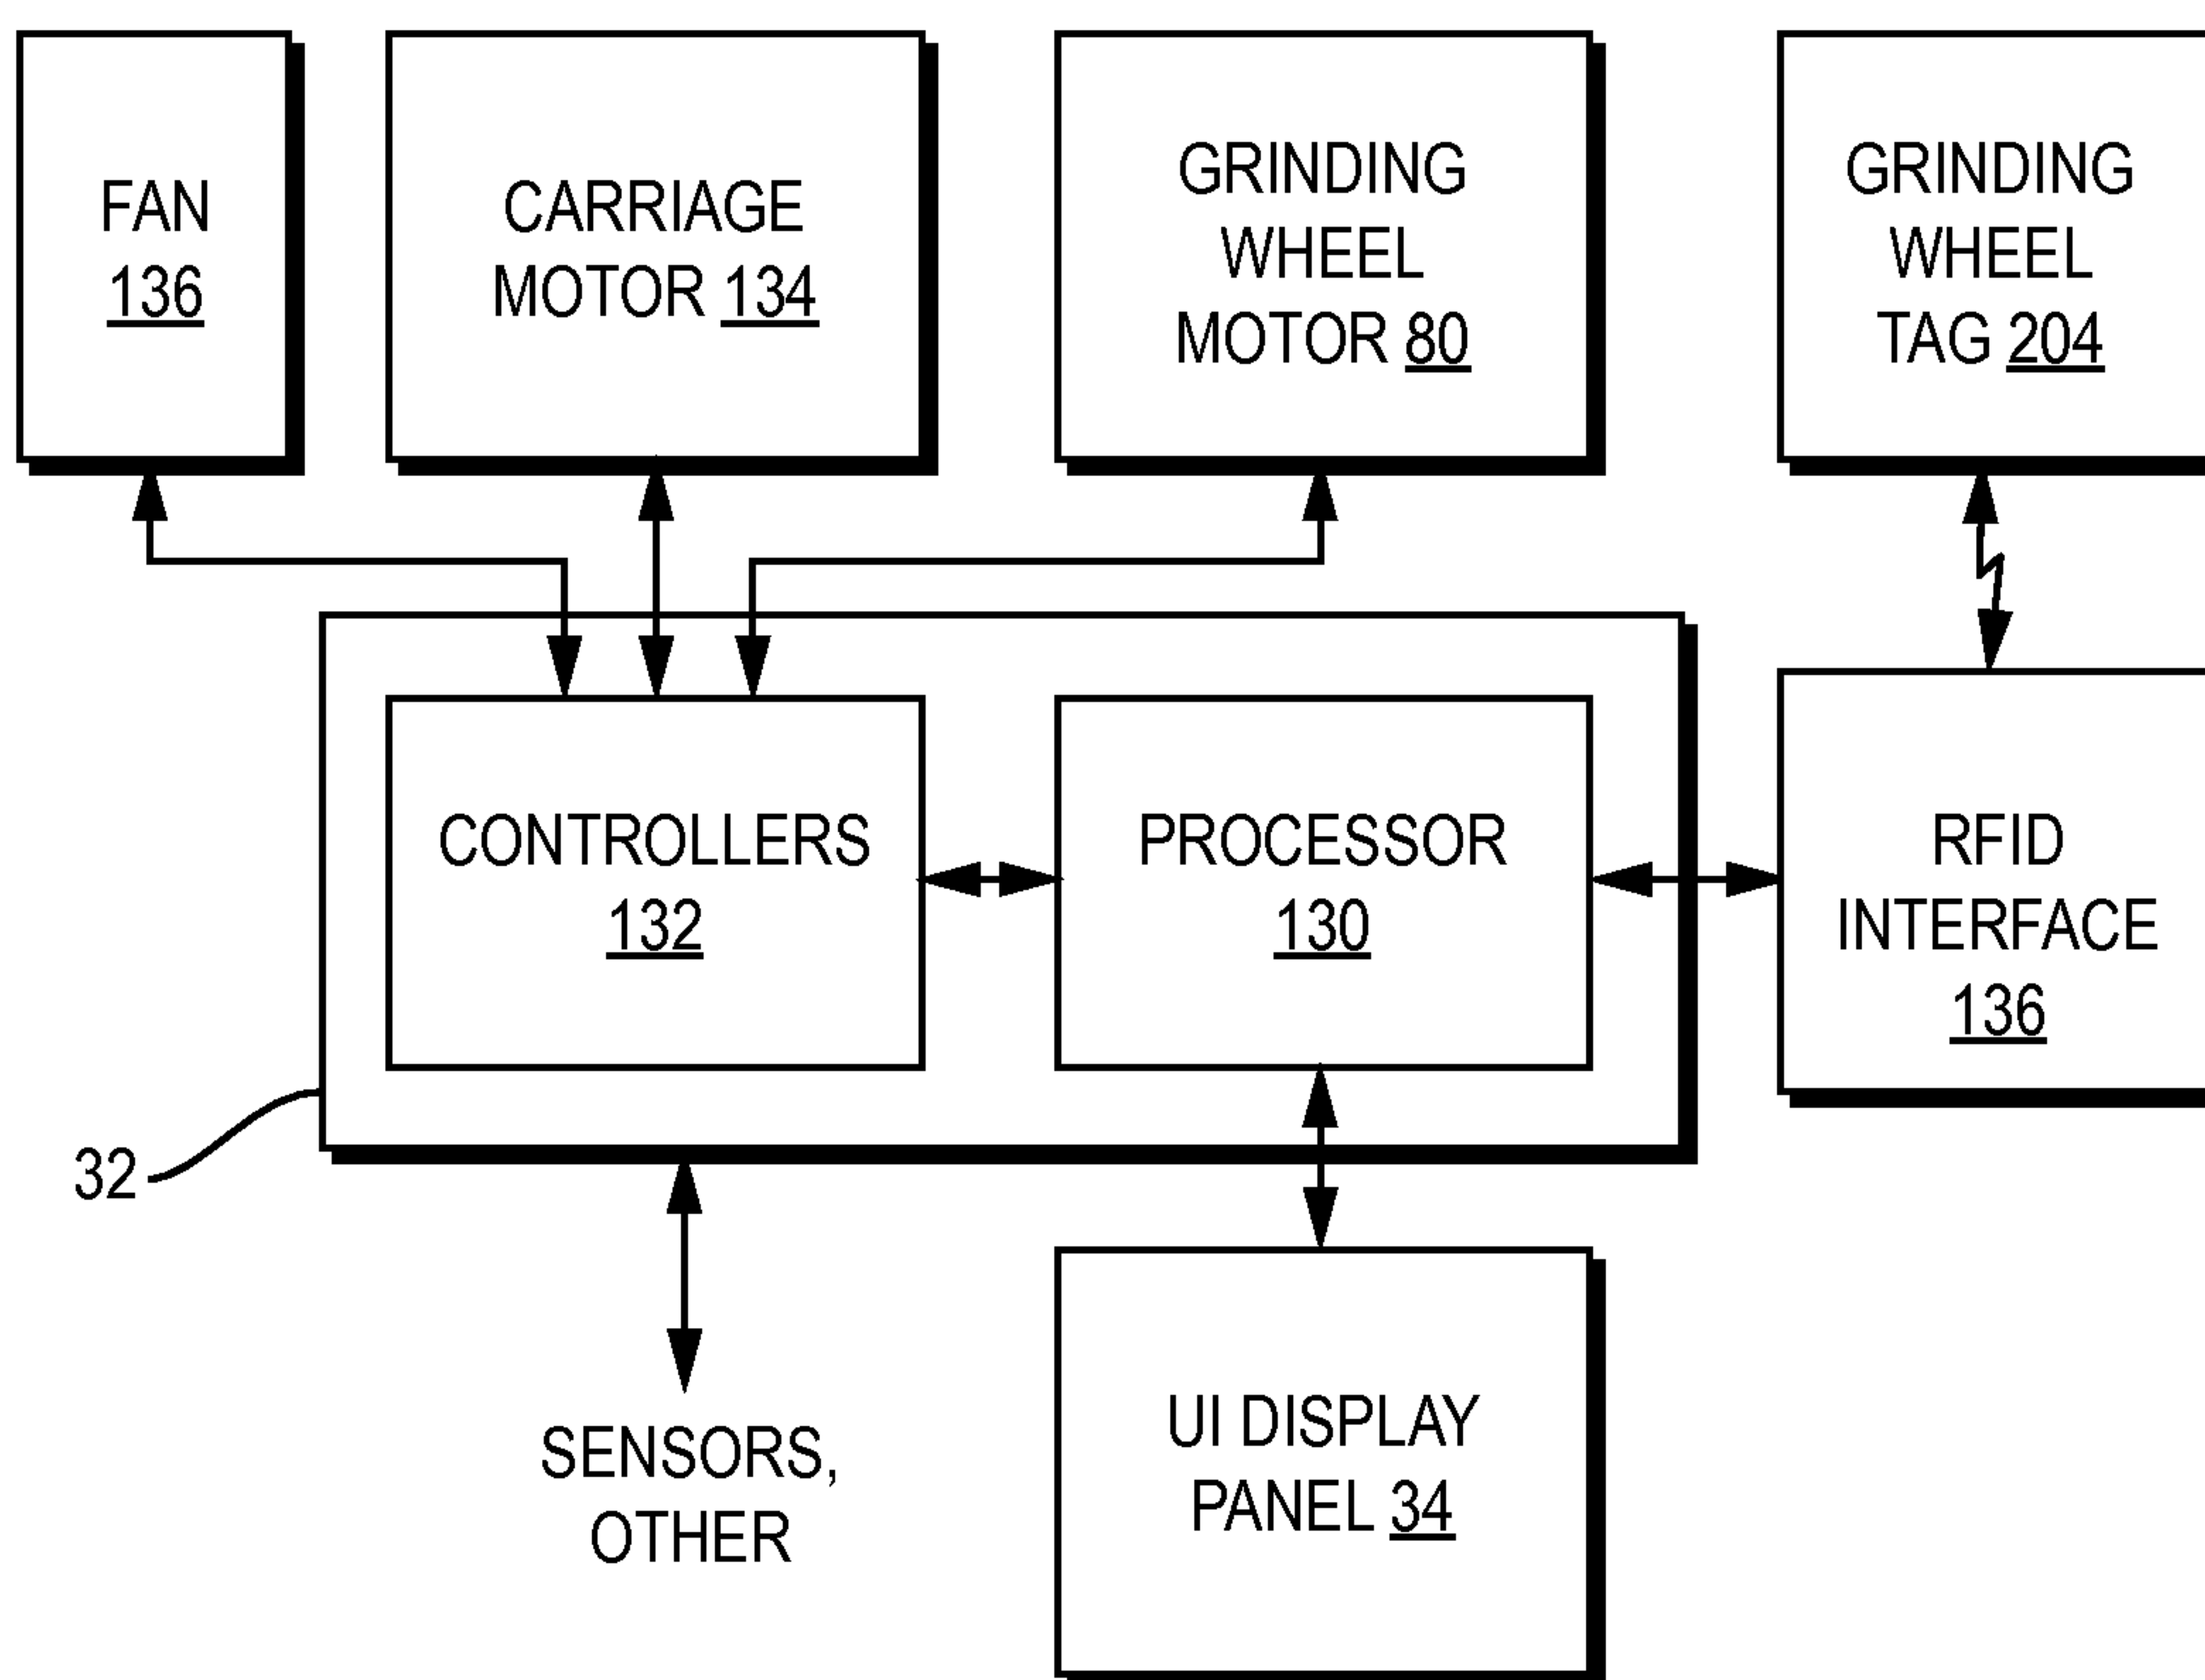 FAN
136
CARRIAGE
MOTOR 134
GRINDING
WHEEL
MOTOR 80
GRINDING
WHEEL
TAG 204
CONTROLLERS
132
PROCESSOR
130
RFID
INTERFACE
136
32
SENSORS,
OTHER
UI DISPLAY
PANEL 34